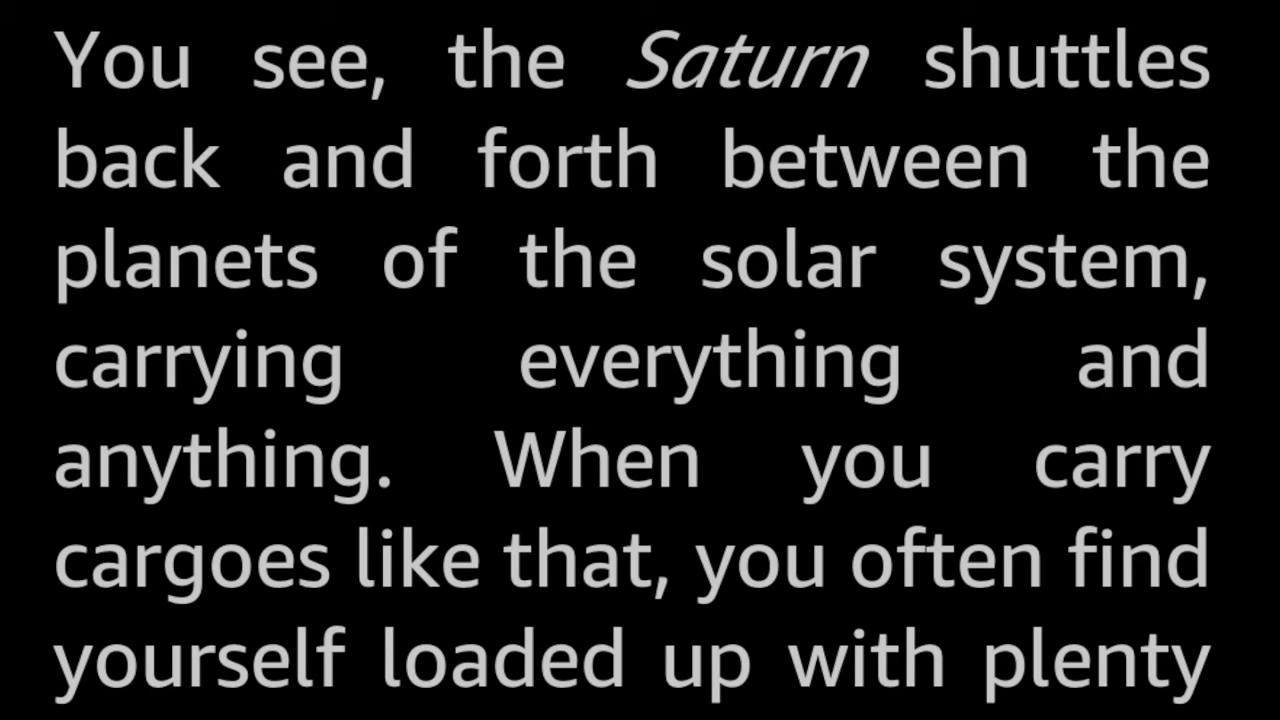 You see, the Saturn shuttles
back and forth between the
planets of the solar system,
carrying everything and
anything. When you carry
cargoes like that, you often find
yourself loaded up with plenty